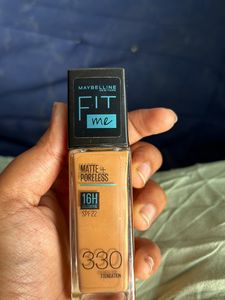 MAYBELLINE
NEW YORK
FIT
me
MATTE +
PORELESS
16H
SPF 22
330
FOUNDATION